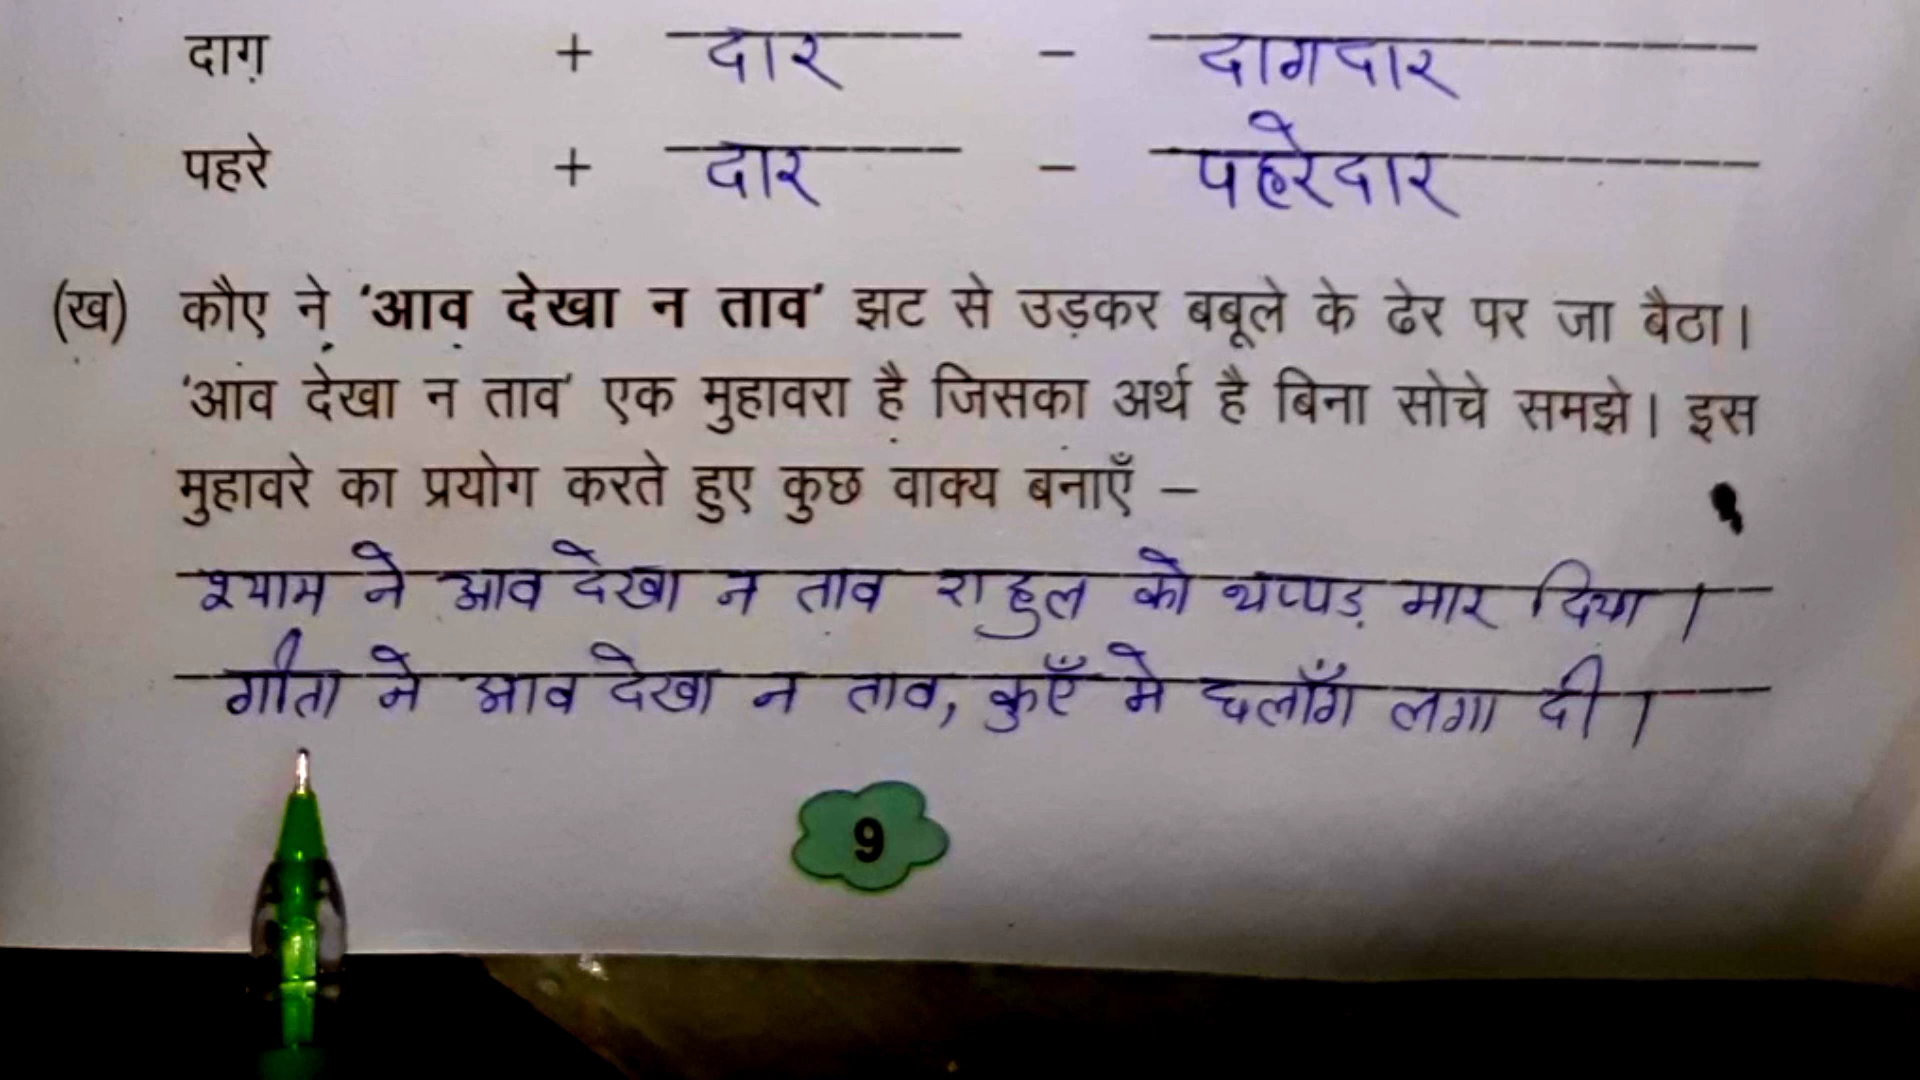 दाग़ + दार - दागदार
पहरे + दार - पहरेदार
(ख) कौए ने 'आव देखा न ताव' झट से उड़कर बबूले के ढेर पर जा बैठा।
'आव देखा न ताव' एक मुहावरा है जिसका अर्थ है बिना सोचे समझे। इस
मुहावरे का प्रयोग करते हुए कुछ वाक्य बनाएँ –
श्याम ने आव देखा न ताव राहुल को थप्पड़ मार दिया।
गीता ने आव देखा न ताव, कुएँ मे छलाँग लगा दी।
9